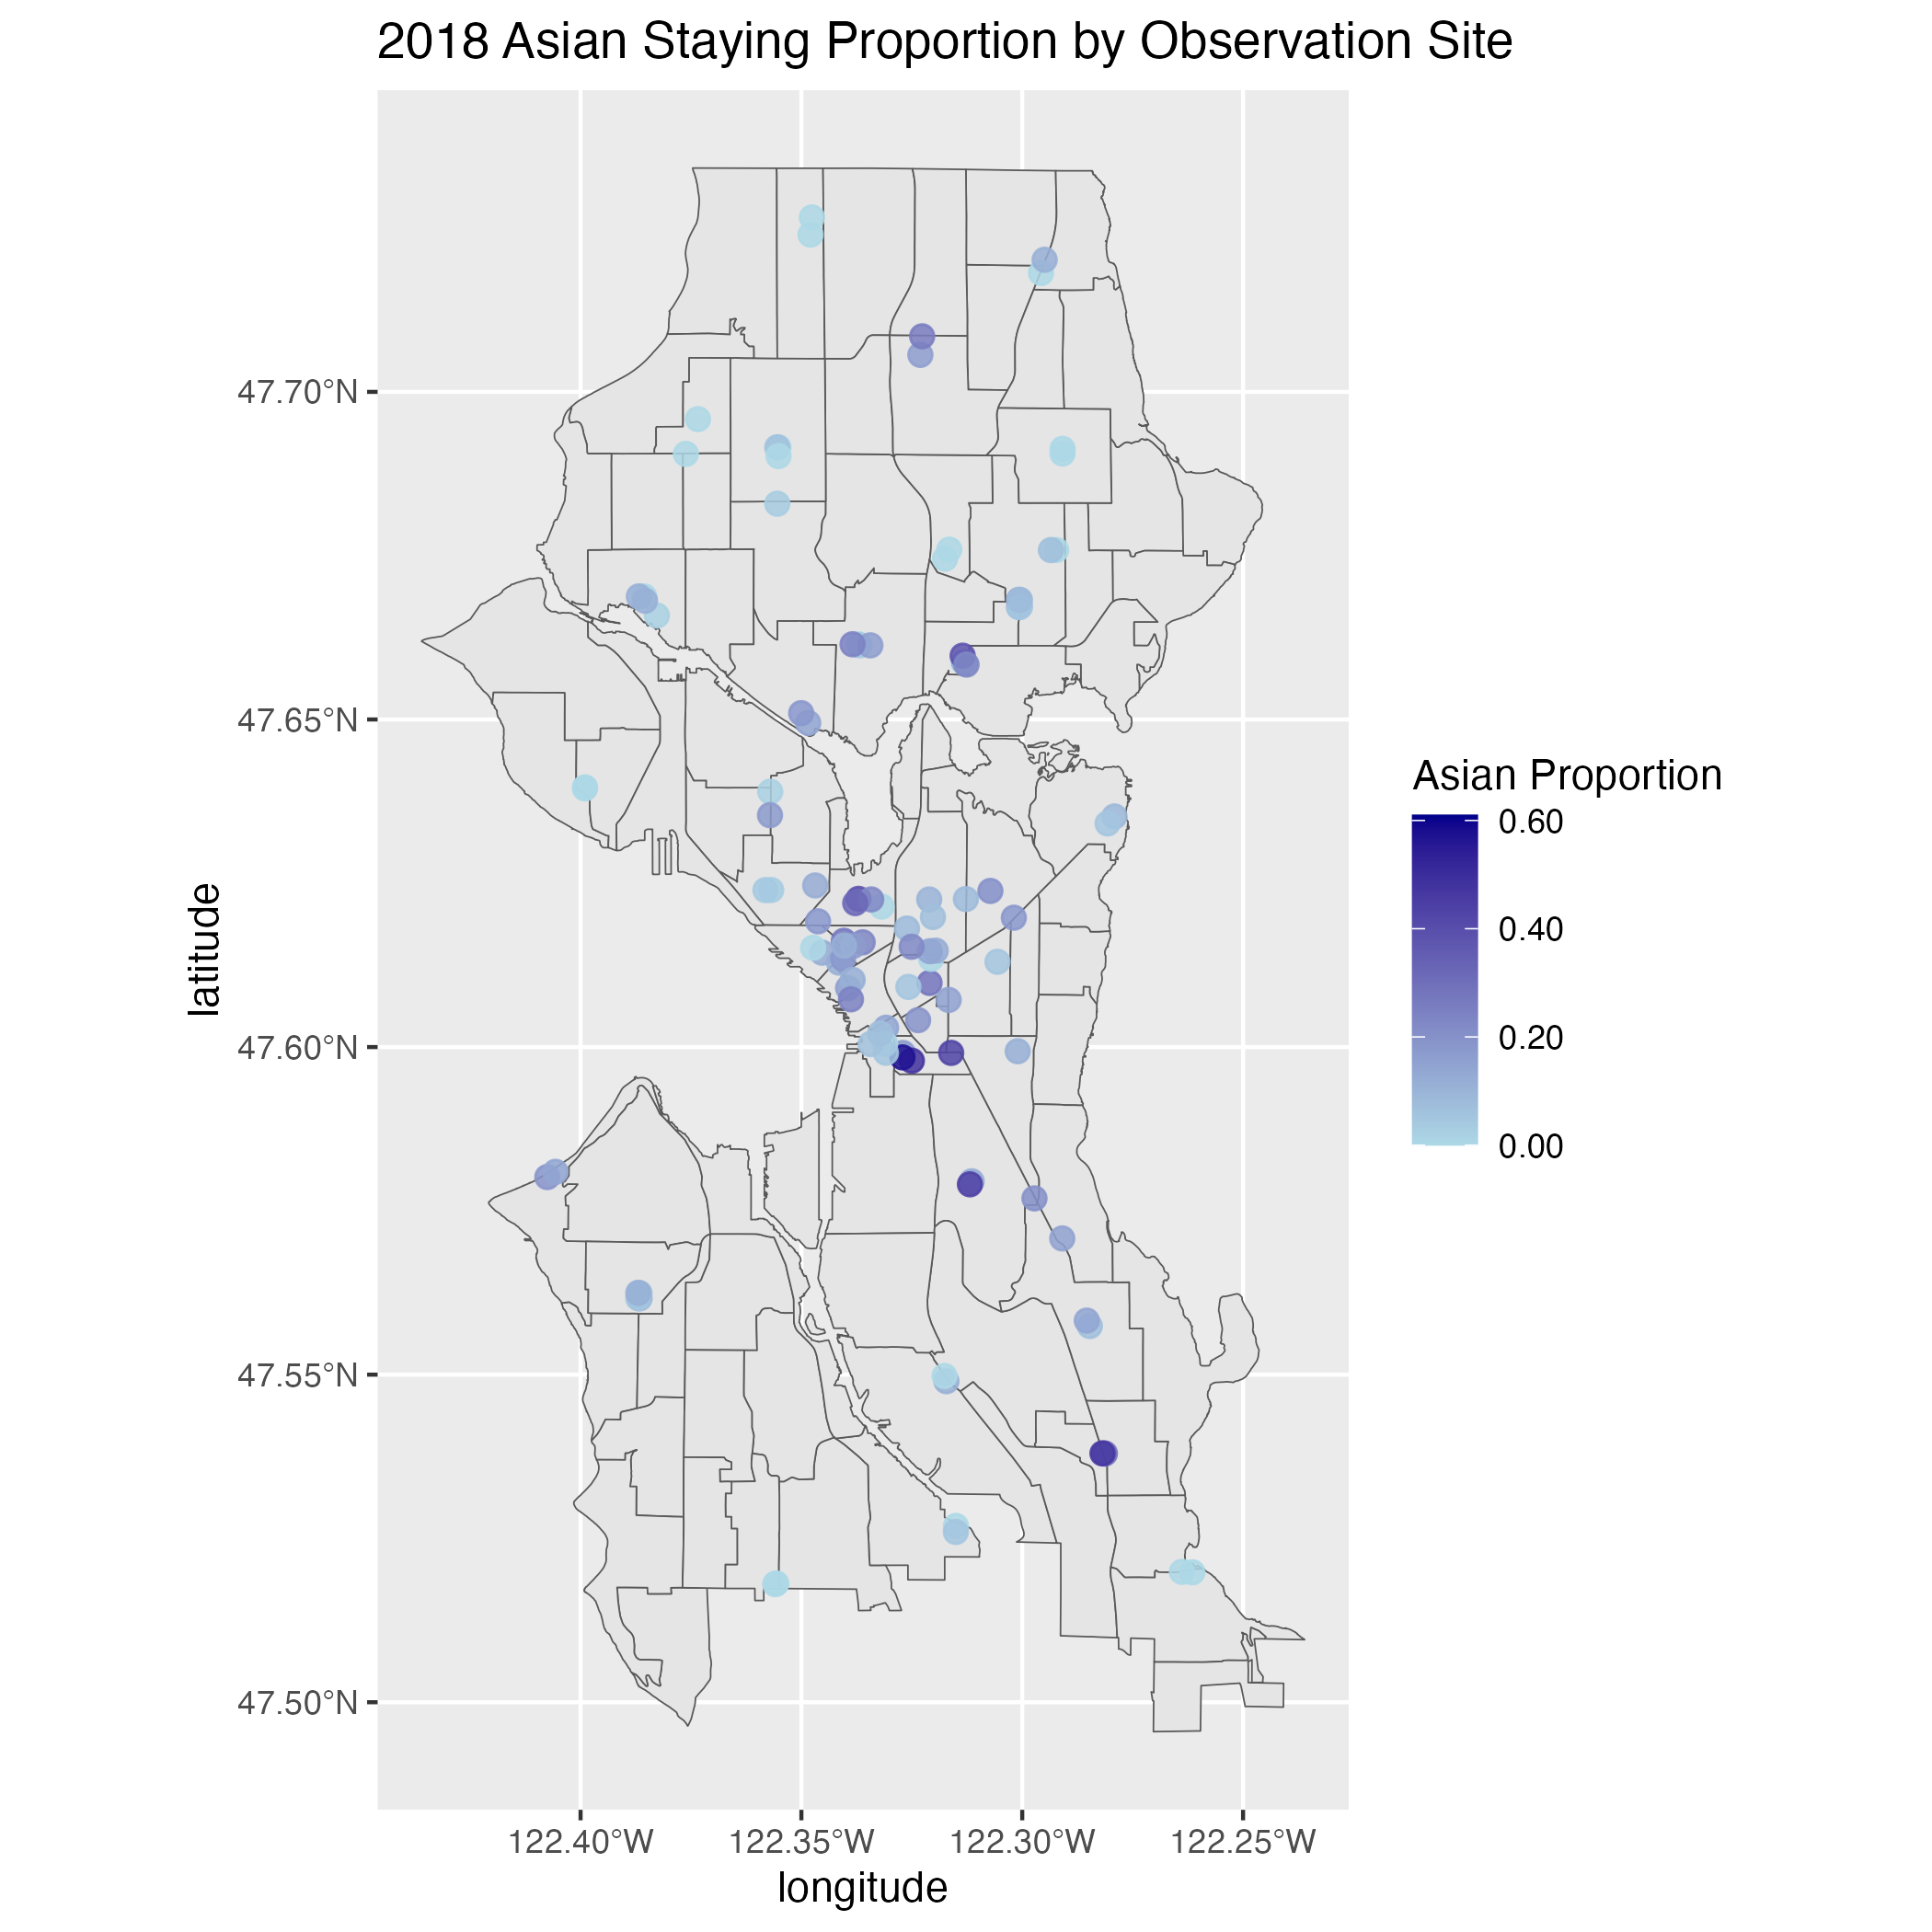 2018 Asian Staying Proportion by Observation Site
47.70°N
47.65°N
47.60°N
47.55°N
47.50°N
latitude
122.40°W
122.35°W
122.30°W
122.25°W
longitude
Asian Proportion
0.60
0.40
0.20
0.00